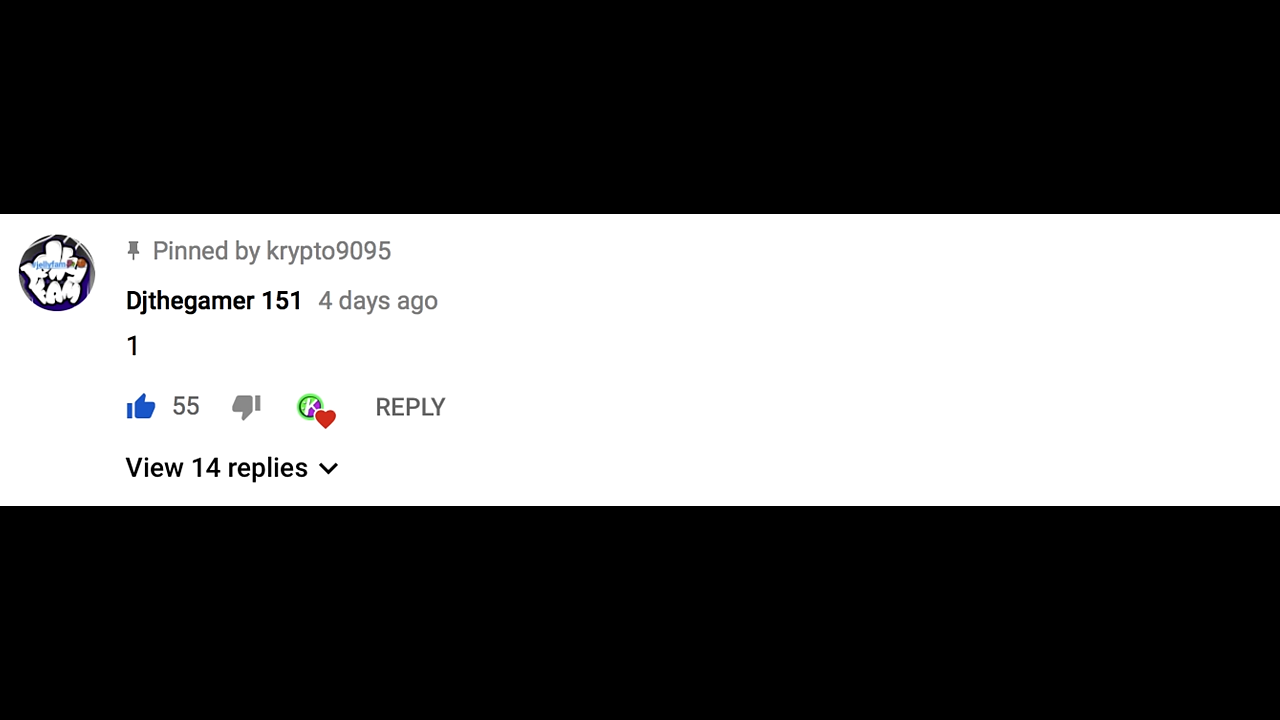 Pinned by krypto9095
Djthegamer 151 4 days ago
1
55 REPLY
View 14 replies